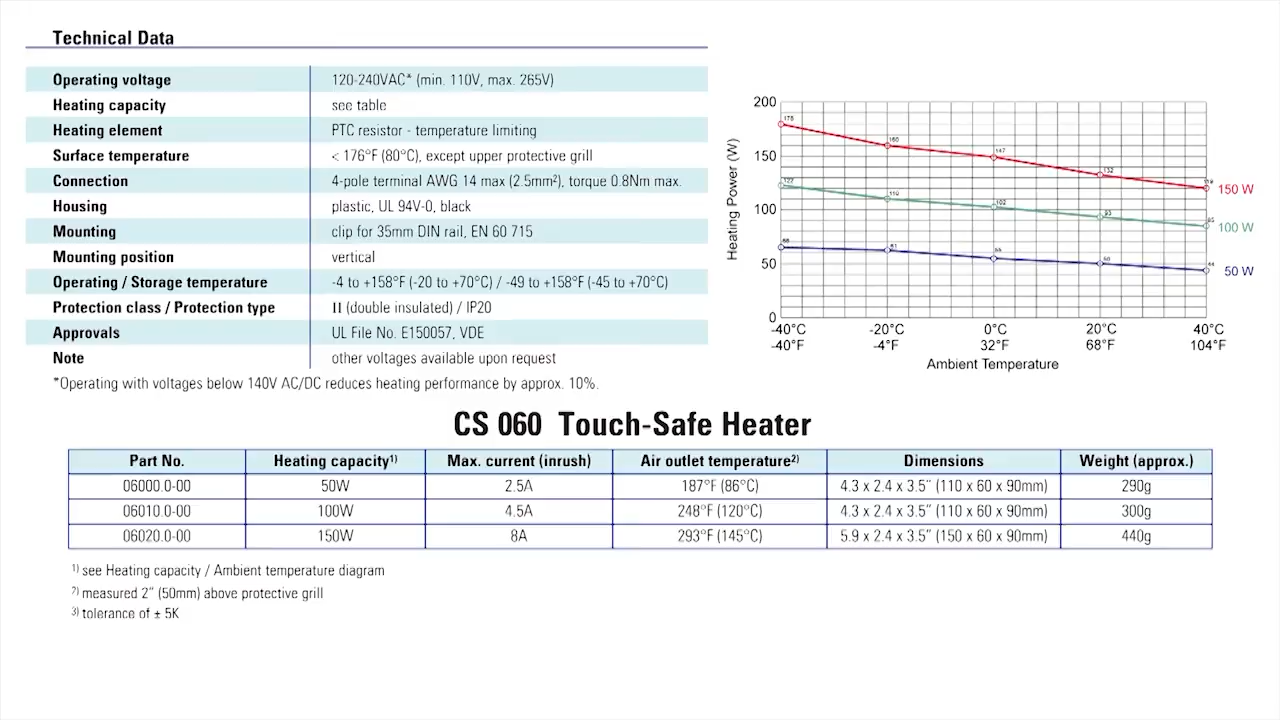 Technical Data
Operating voltage 120-240VAC* (min. 110V, max. 265V)
Heating capacity see table
Heating element PTC resistor - temperature limiting
Surface temperature < 176°F (80°C), except upper protective grill
Connection 4-pole terminal AWG 14 max (2.5mm²), torque 0.8Nm max.
Housing plastic, UL 94V-0, black
Mounting clip for 35mm DIN rail, EN 60 715
Mounting position vertical
Operating / Storage temperature -4 to +158°F (-20 to +70°C) / -49 to +158°F (-45 to +70°C)
Protection class / Protection type II (double insulated) / IP20
Approvals UL File No. E150057, VDE
Note other voltages available upon request
*Operating with voltages below 140V AC/DC reduces heating performance by approx. 10%.
Heating Power (W)
200
150
100
50
0
160 147 132
150 W
122 110 102 93
100 W
50 W
-40°C -20°C 0°C 20°C 40°C
-40°F -4°F 32°F 68°F 104°F
Ambient Temperature
CS 060 Touch-Safe Heater
Part No. Heating capacity¹⁾ Max. current (inrush) Air outlet temperature²⁾ Dimensions Weight (approx.)
06000.0-00 50W 2.5A 187°F (86°C) 4.3 x 2.4 x 3.5" (110 x 60 x 90mm) 290g
06010.0-00 100W 4.5A 248°F (120°C) 4.3 x 2.4 x 3.5" (110 x 60 x 90mm) 300g
06020.0-00 150W 8A 293°F (145°C) 5.9 x 2.4 x 3.5" (150 x 60 x 90mm) 440g
¹⁾ see Heating capacity / Ambient temperature diagram
²⁾ measured 2" (50mm) above protective grill
³⁾ tolerance of ± 5K